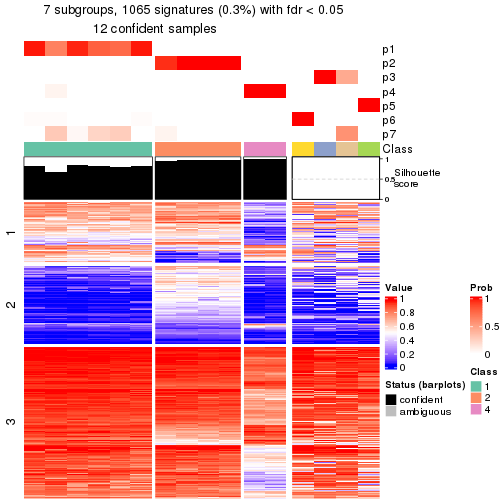 7 subgroups, 1065 signatures (0.3%) with fdr < 0.05
12 confident samples
p1
p2
p3
p4
p5
p6
p7
Class
1
0.5
0
Silhouette
score
1
2
3
Value
1
0.8
0.6
0.4
0.2
0
Prob
1
0.5
0
Status (barplots)
confident
ambiguous
Class
1
2
4